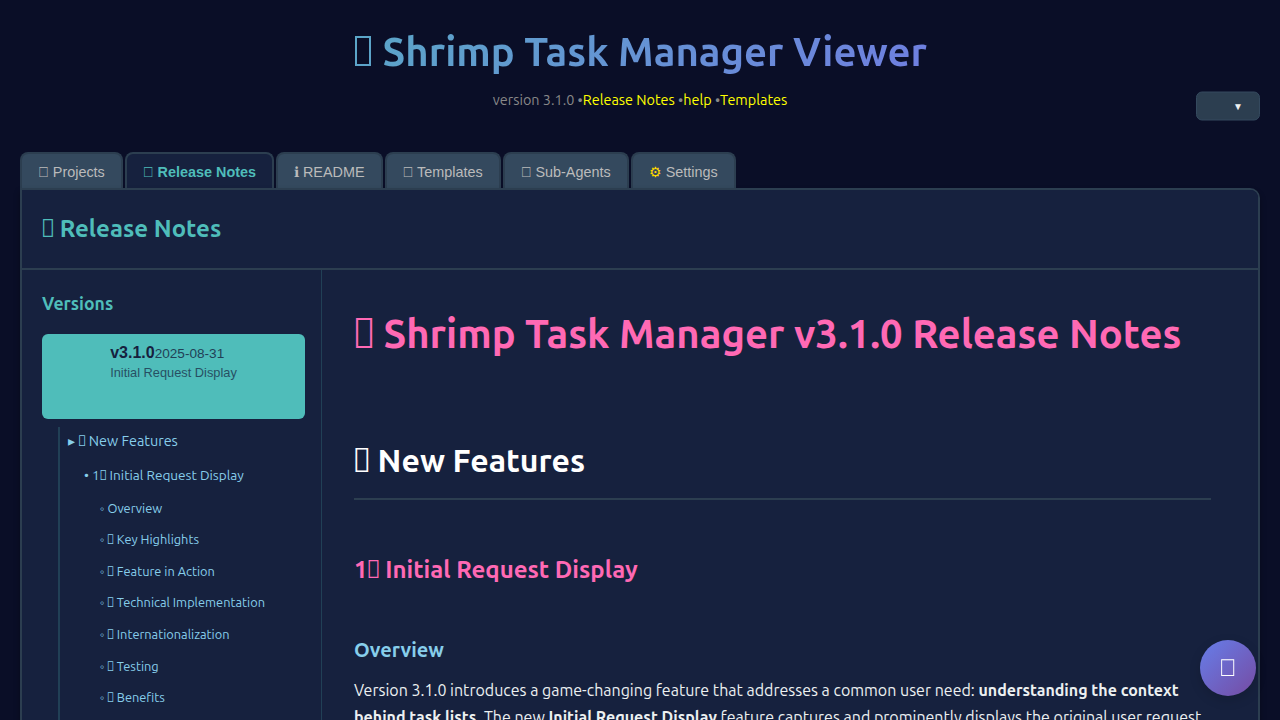 Shrimp Task Manager Viewer
version 3.1.0 •Release Notes •help •Templates
▼
Projects
Release Notes
ℹ README
Templates
Sub-Agents
⚙ Settings
Release Notes
Versions
v3.1.02025-08-31
Initial Request Display
▸ New Features
• 1 Initial Request Display
◦ Overview
◦ Key Highlights
◦ Feature in Action
◦ Technical Implementation
◦ Internationalization
◦ Testing
◦ Benefits
Shrimp Task Manager v3.1.0 Release Notes
New Features
1 Initial Request Display
Overview
Version 3.1.0 introduces a game-changing feature that addresses a common user need: understanding the context
behind task lists. The new Initial Request Display feature captures and prominently displays the original user request